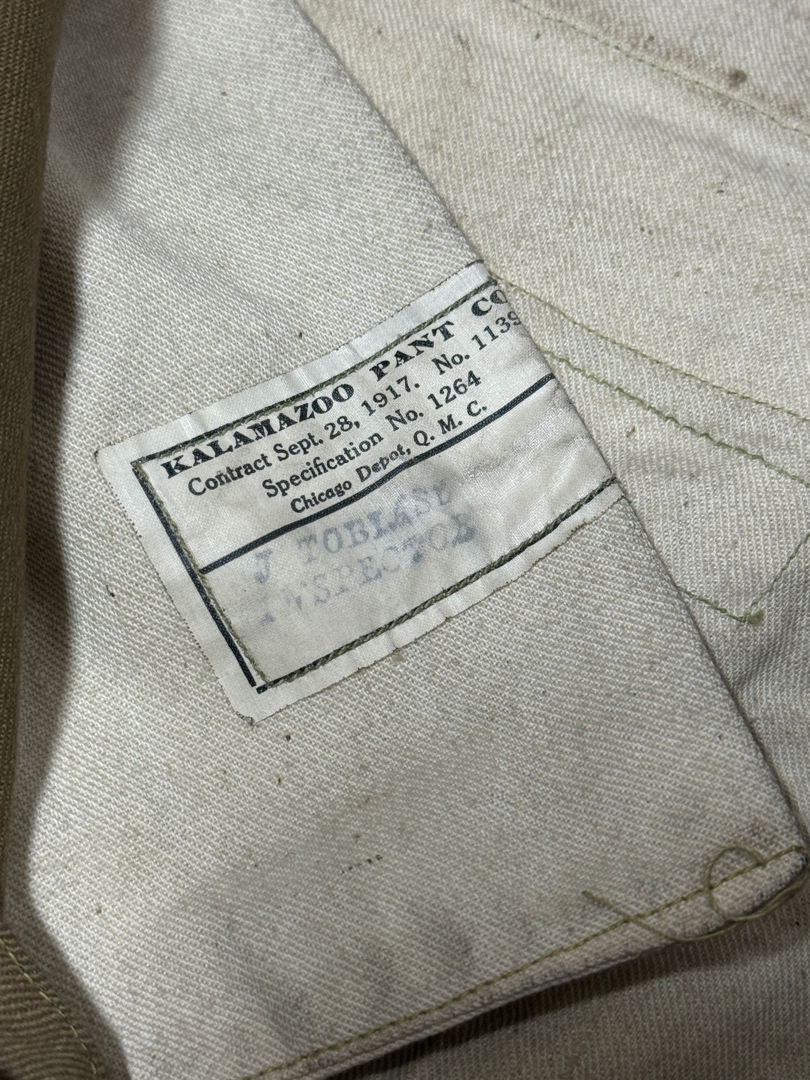 KALAMAZOO PANT CO
Contract Sept. 28, 1917. No. 1139
Specification No. 1264
Chicago Depot, Q. M. C.
J
INSPECTOR